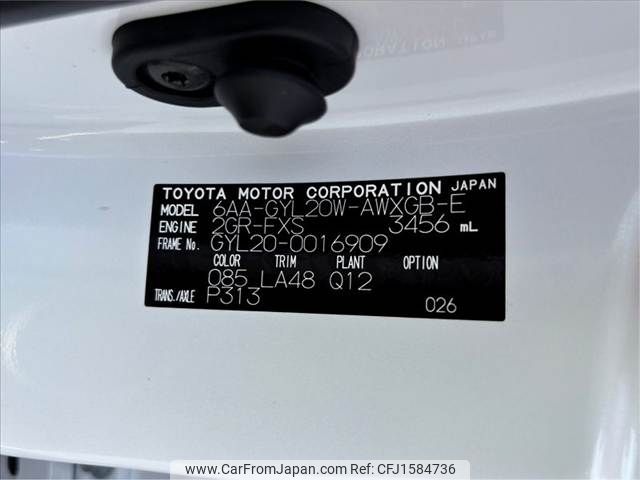 TOYOTA MOTOR CORPORATION JAPAN
MODEL 6AA-GYL20W-AWXGB-E
ENGINE 2GR-FXS 3456 mL
FRAME No. GYL20-0016909
COLOR TRIM PLANT OPTION
085 LA48 Q12
TRANS./AXLE P313 026
www.CarFromJapan.com | CFJ1584736